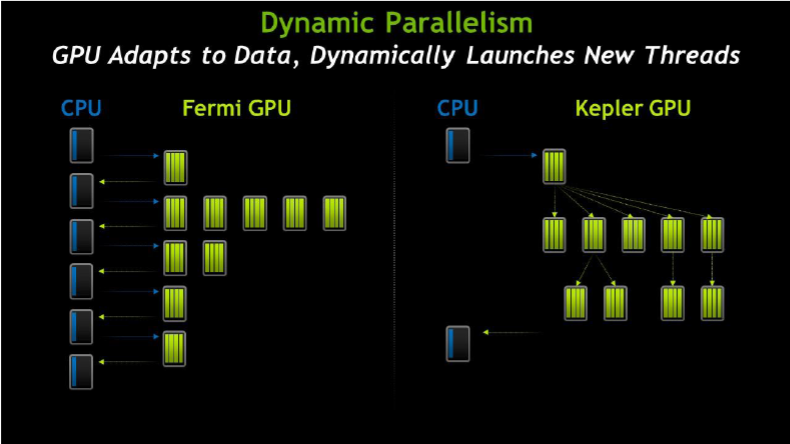 Dynamic Parallelism
GPU Adapts to Data, Dynamically Launches New Threads
CPU
Fermi GPU
CPU
Kepler GPU